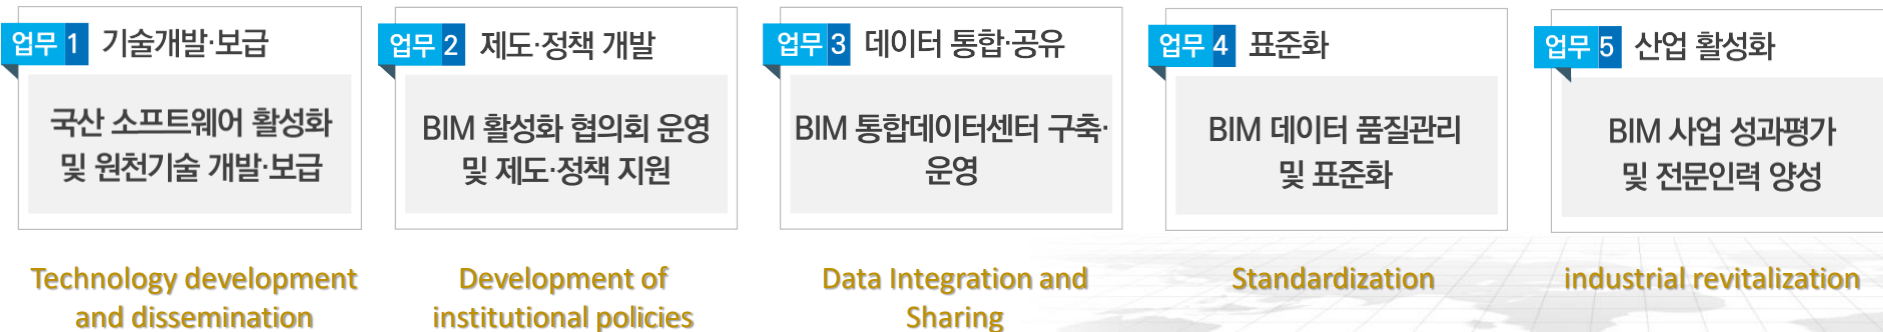 업무 1 기술개발·보급
국산 소프트웨어 활성화
및 원천기술 개발·보급
Technology development
and dissemination
업무 2 제도·정책 개발
BIM 활성화 협의회 운영
및 제도·정책 지원
Development of
institutional policies
업무 3 데이터 통합·공유
BIM 통합데이터센터 구축·
운영
Data Integration and
Sharing
업무 4 표준화
BIM 데이터 품질관리
및 표준화
Standardization
업무 5 산업 활성화
BIM 사업 성과평가
및 전문인력 양성
industrial revitalization